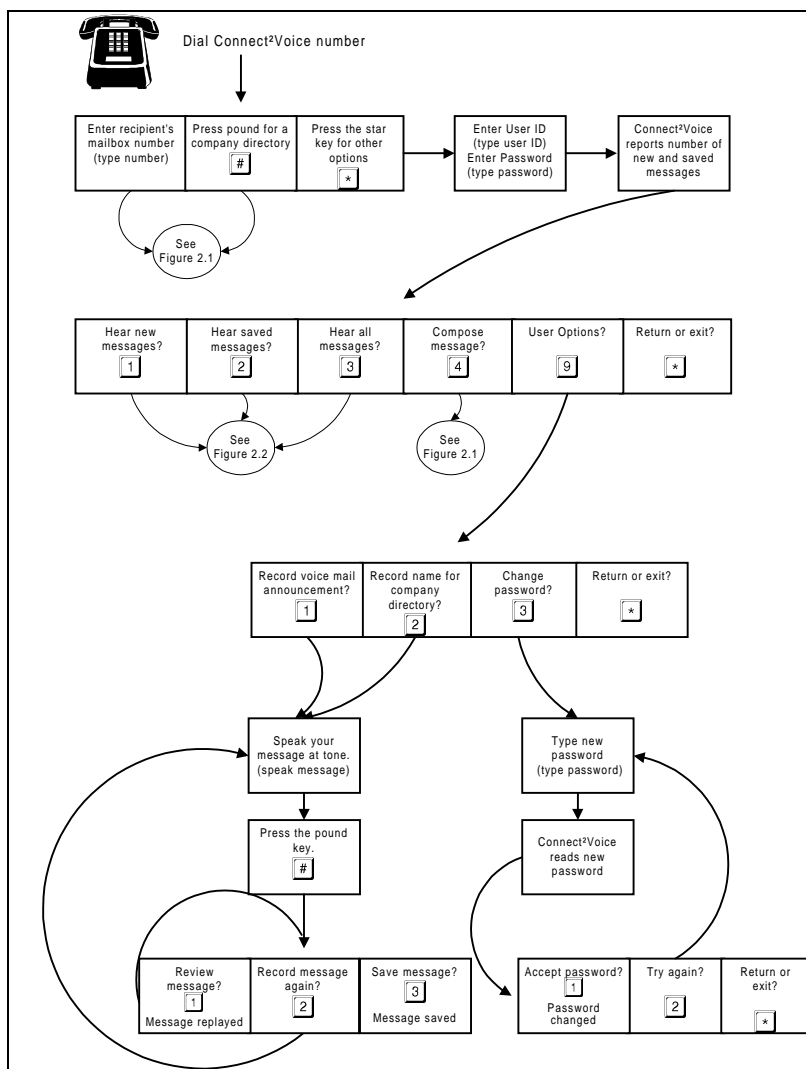 Dial Connect²Voice number
Enter recipient's
mailbox number
(type number)
Press pound for a
company directory
#
Press the star
key for other
options
*
Enter User ID
(type user ID)
Enter Password
(type password)
Connect²Voice
reports number of
new and saved
messages
See
Figure 2.1
Hear new
messages?
1
Hear saved
messages?
2
Hear all
messages?
3
Compose
message?
4
User Options?
9
Return or exit?
*
See
Figure 2.2
See
Figure 2.1
Record voice mail
announcement?
1
Record name for
company
directory?
2
Change
password?
3
Return or exit?
*
Speak your
message at tone.
(speak message)
Type new
password
(type password)
Press the pound
key.
#
Connect²Voice
reads new
password
Review
message?
1
Message replayed
Record message
again?
2
Save message?
3
Message saved
Accept password?
1
Password
changed
Try again?
2
Return or
exit?
*